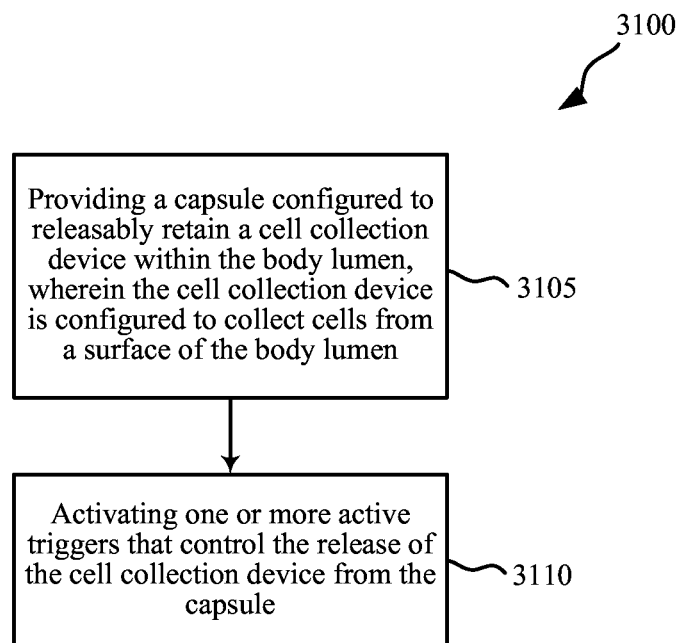 3100
Providing a capsule configured to
releasably retain a cell collection
device within the body lumen,
wherein the cell collection device
is configured to collect cells from
a surface of the body lumen
3105
Activating one or more active
triggers that control the release of
the cell collection device from the
capsule
3110